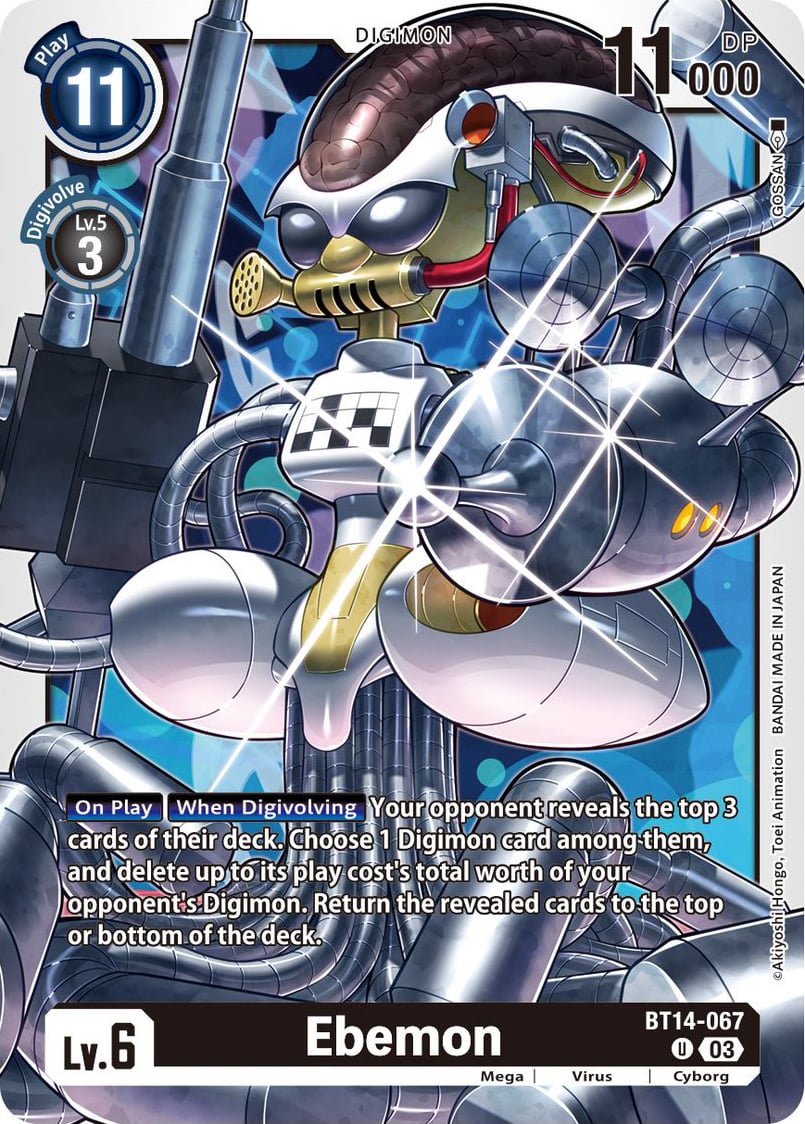 DIGIMON
Play
11
11000
DP
Digivolve
Lv.5
3
GOSSAN
On Play When Digivolving Your opponent reveals the top 3
cards of their deck. Choose 1 Digimon card among them,
and delete up to its play cost's total worth of your
opponent's Digimon. Return the revealed cards to the top
or bottom of the deck.
©Akiyoshi Hongo, Toei Animation BANDAI MADE IN JAPAN
Lv.6
Ebemon
BT14-067
U 03
Mega | Virus | Cyborg